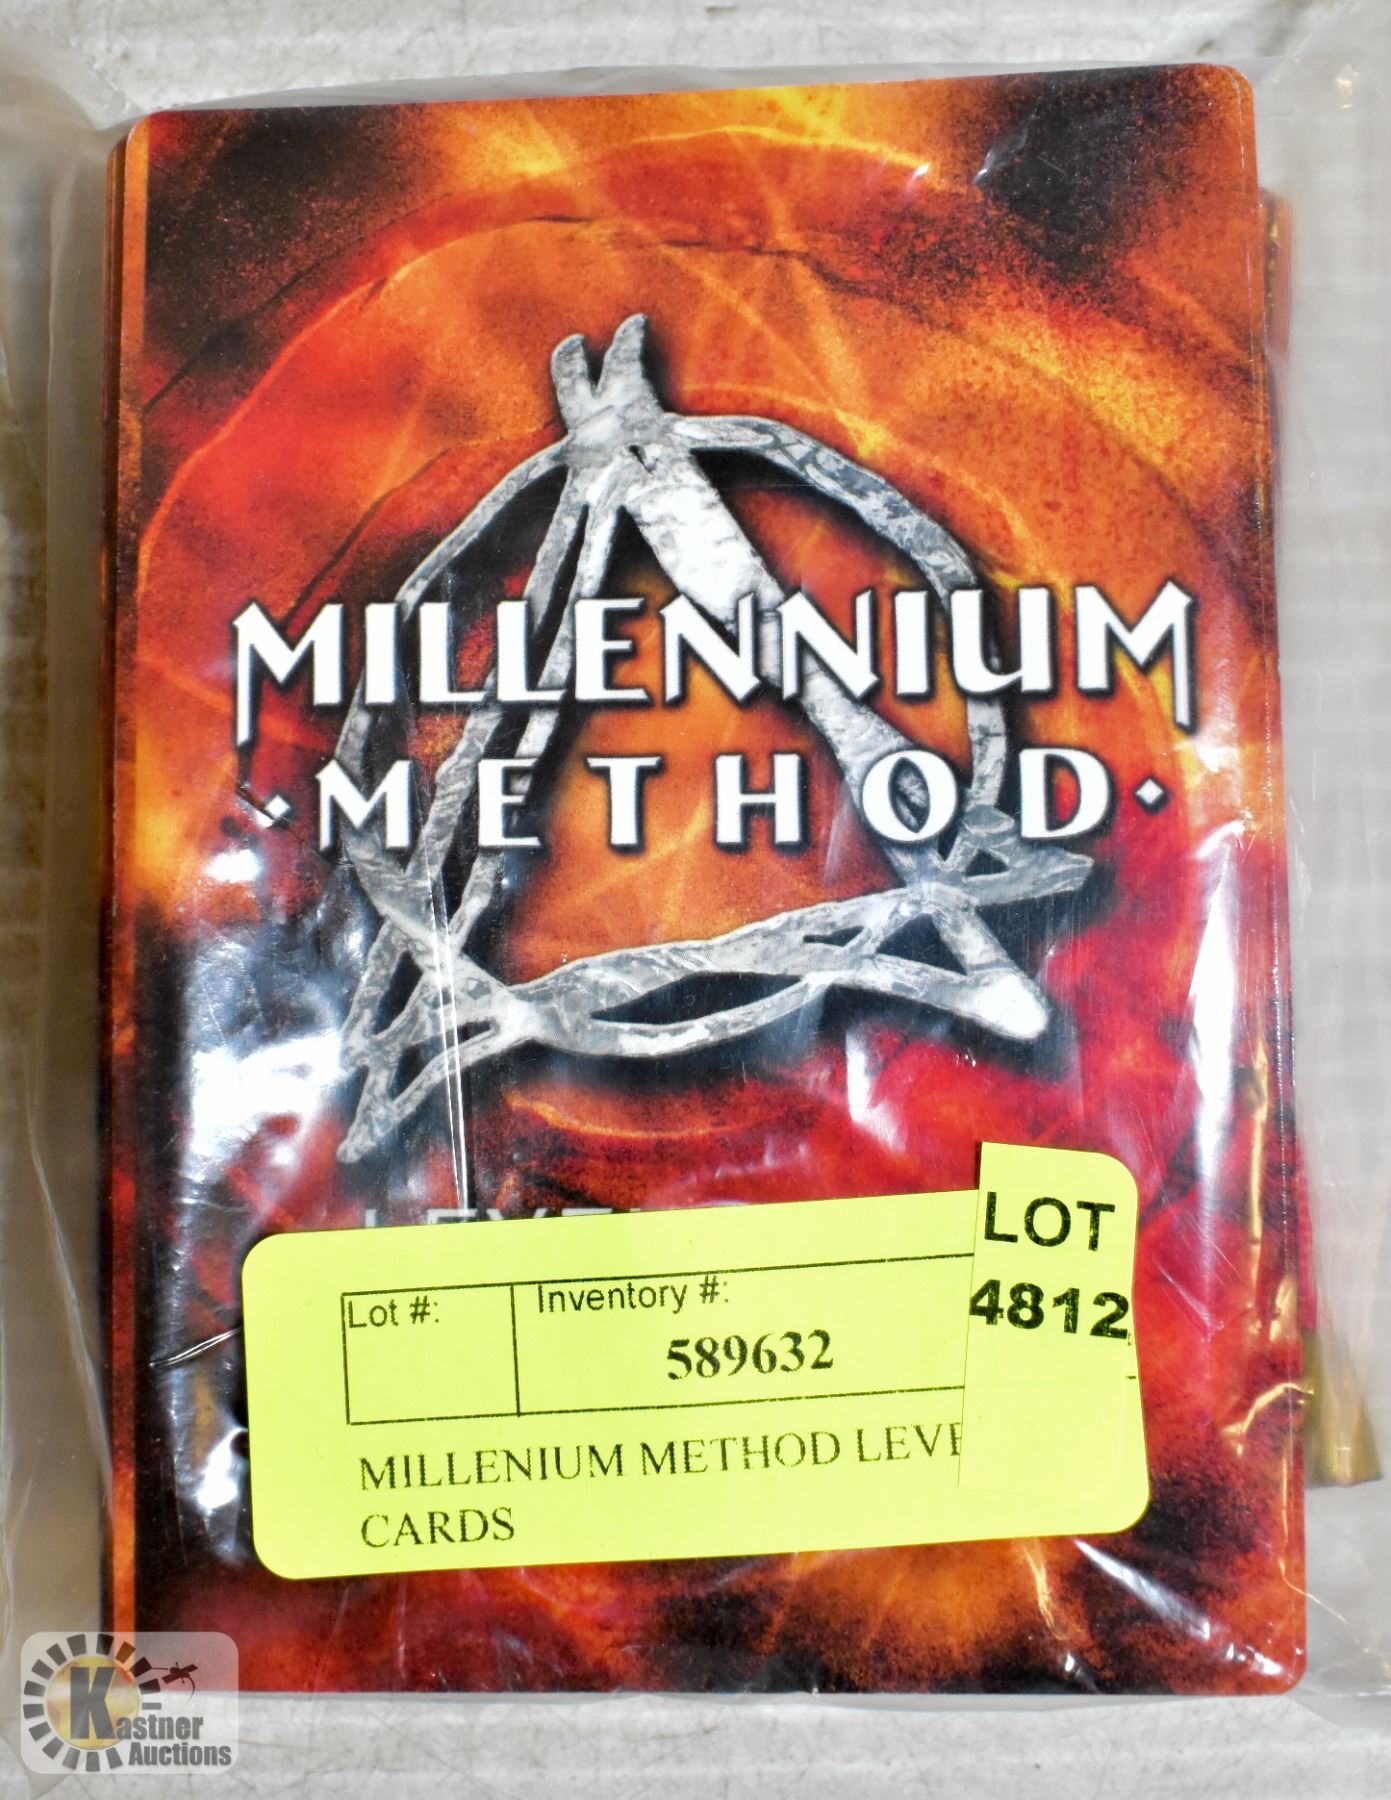 MILLENNIUM
· METHOD ·
LOT
4812
Lot #:
Inventory #:
589632
MILLENIUM METHOD LEVE
CARDS
Kastner
Auctions